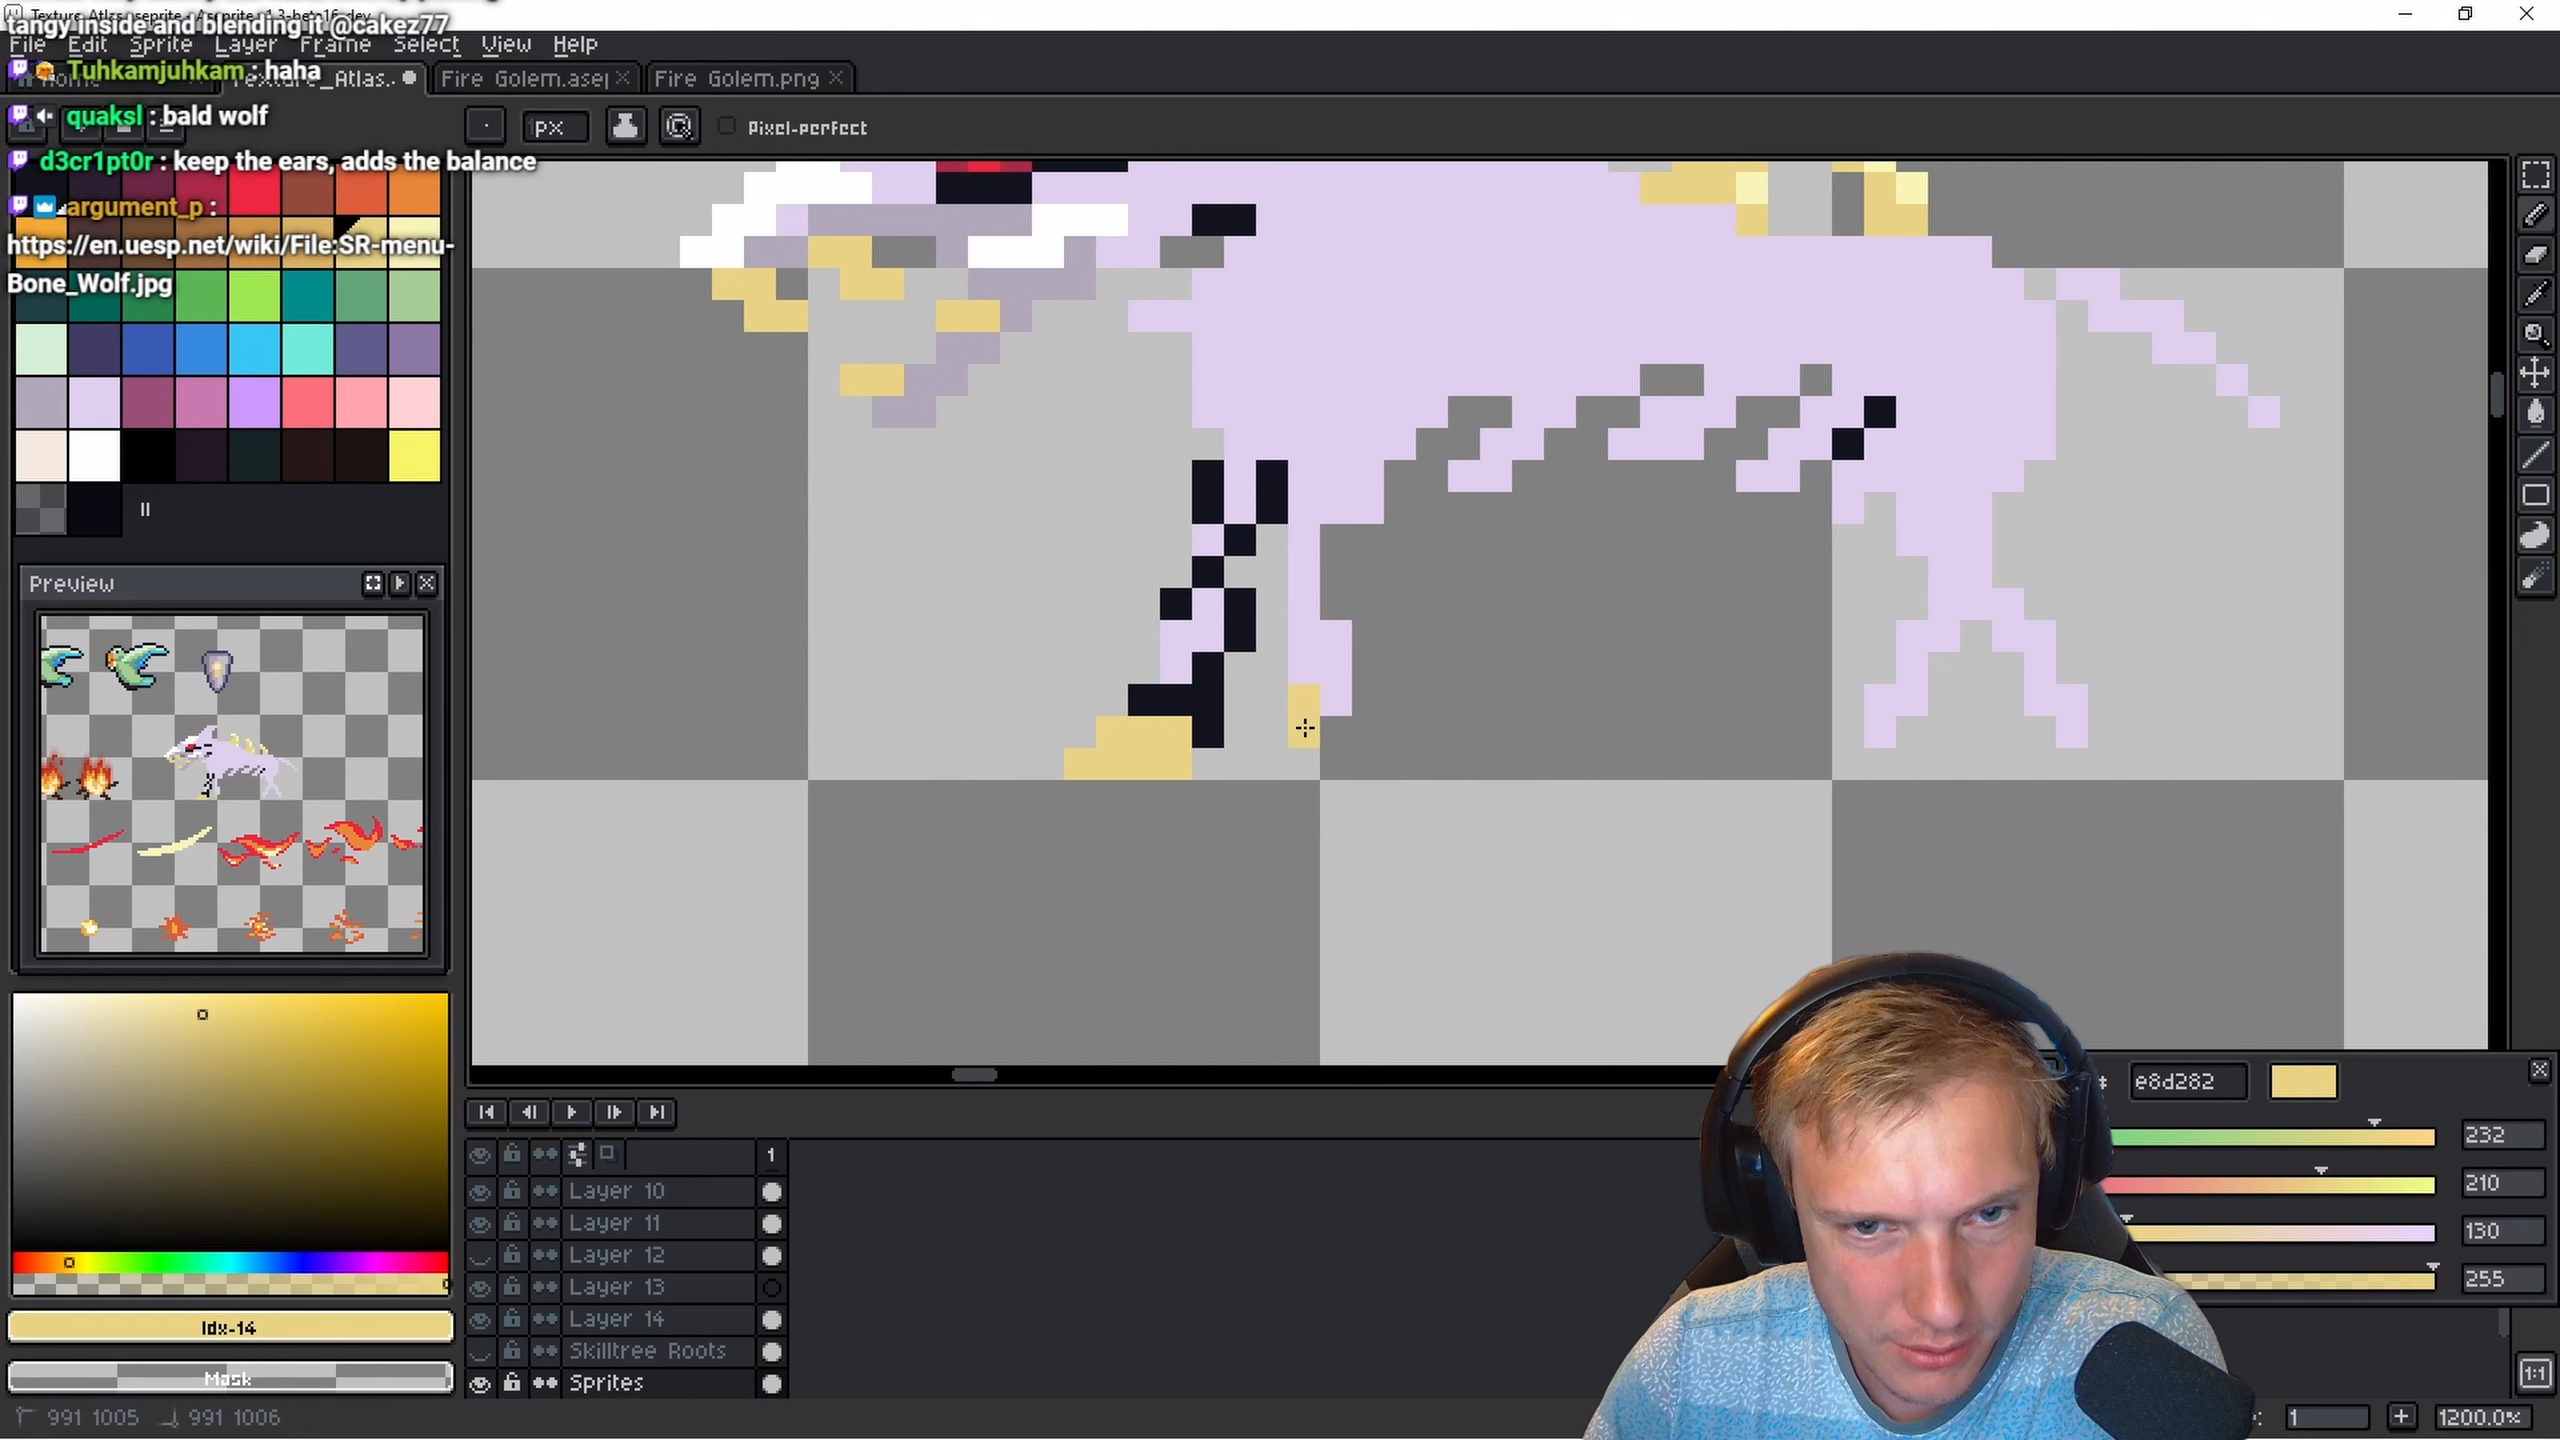 tangy inside and blending it @cakez77
File Edit Sprite Layer Frame Select View Help
Tuhkamjuhkam : haha
Texture_Atlas.. Fire Golem.ase Fire Golem.png
quaksl : bald wolf
px Pixel-perfect
d3cr1pt0r : keep the ears, adds the balance
argument_p :
https://en.uesp.net/wiki/File:SR-menu-
Bone_Wolf.jpg
Preview
e8d282
232
210
130
255
1
Layer 10
Layer 11
Layer 12
Layer 13
Layer 14
Skilltree Roots
Sprites
Idx-14
Mask
991 1005 991 1006
1:1
1 1200.0%